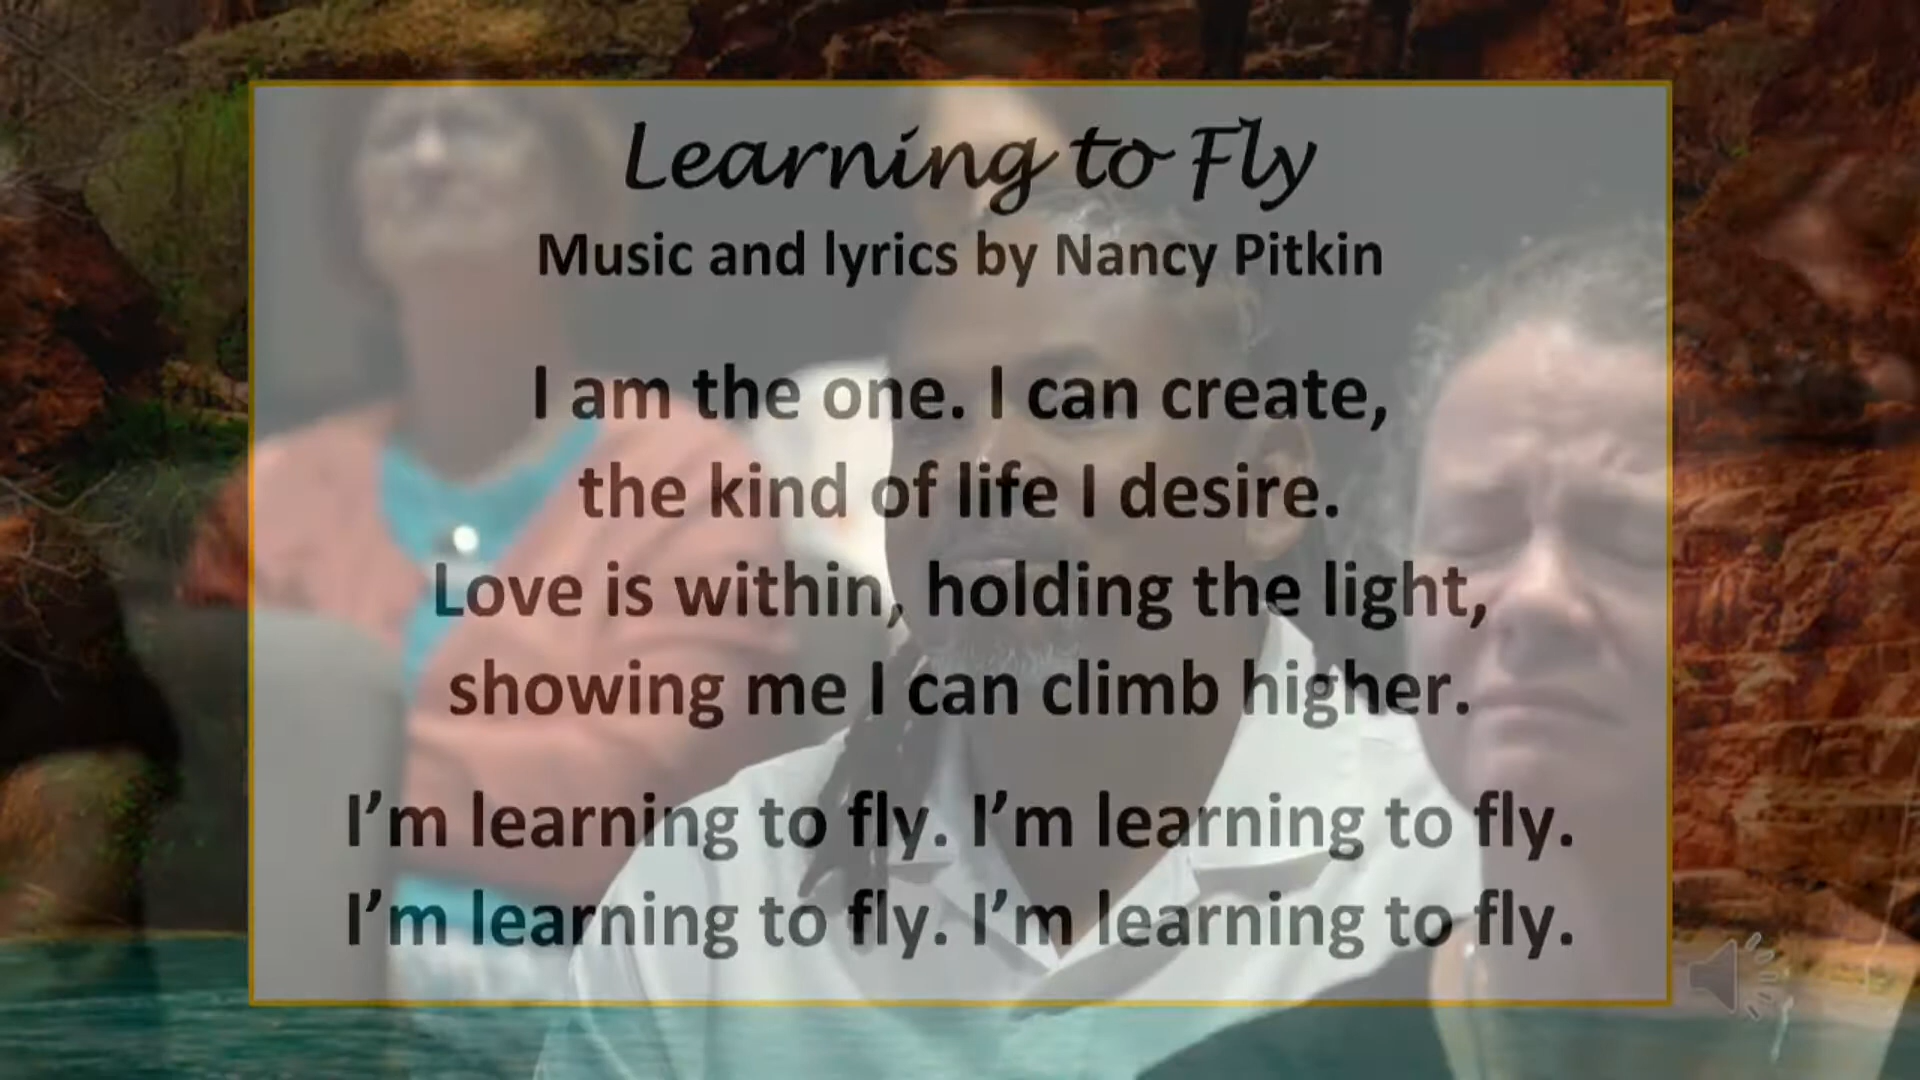 Learning to Fly
Music and lyrics by Nancy Pitkin
I am the one. I can create,
the kind of life I desire.
Love is within, holding the light,
showing me I can climb higher.
I’m learning to fly. I’m learning to fly.
I’m learning to fly. I’m learning to fly.